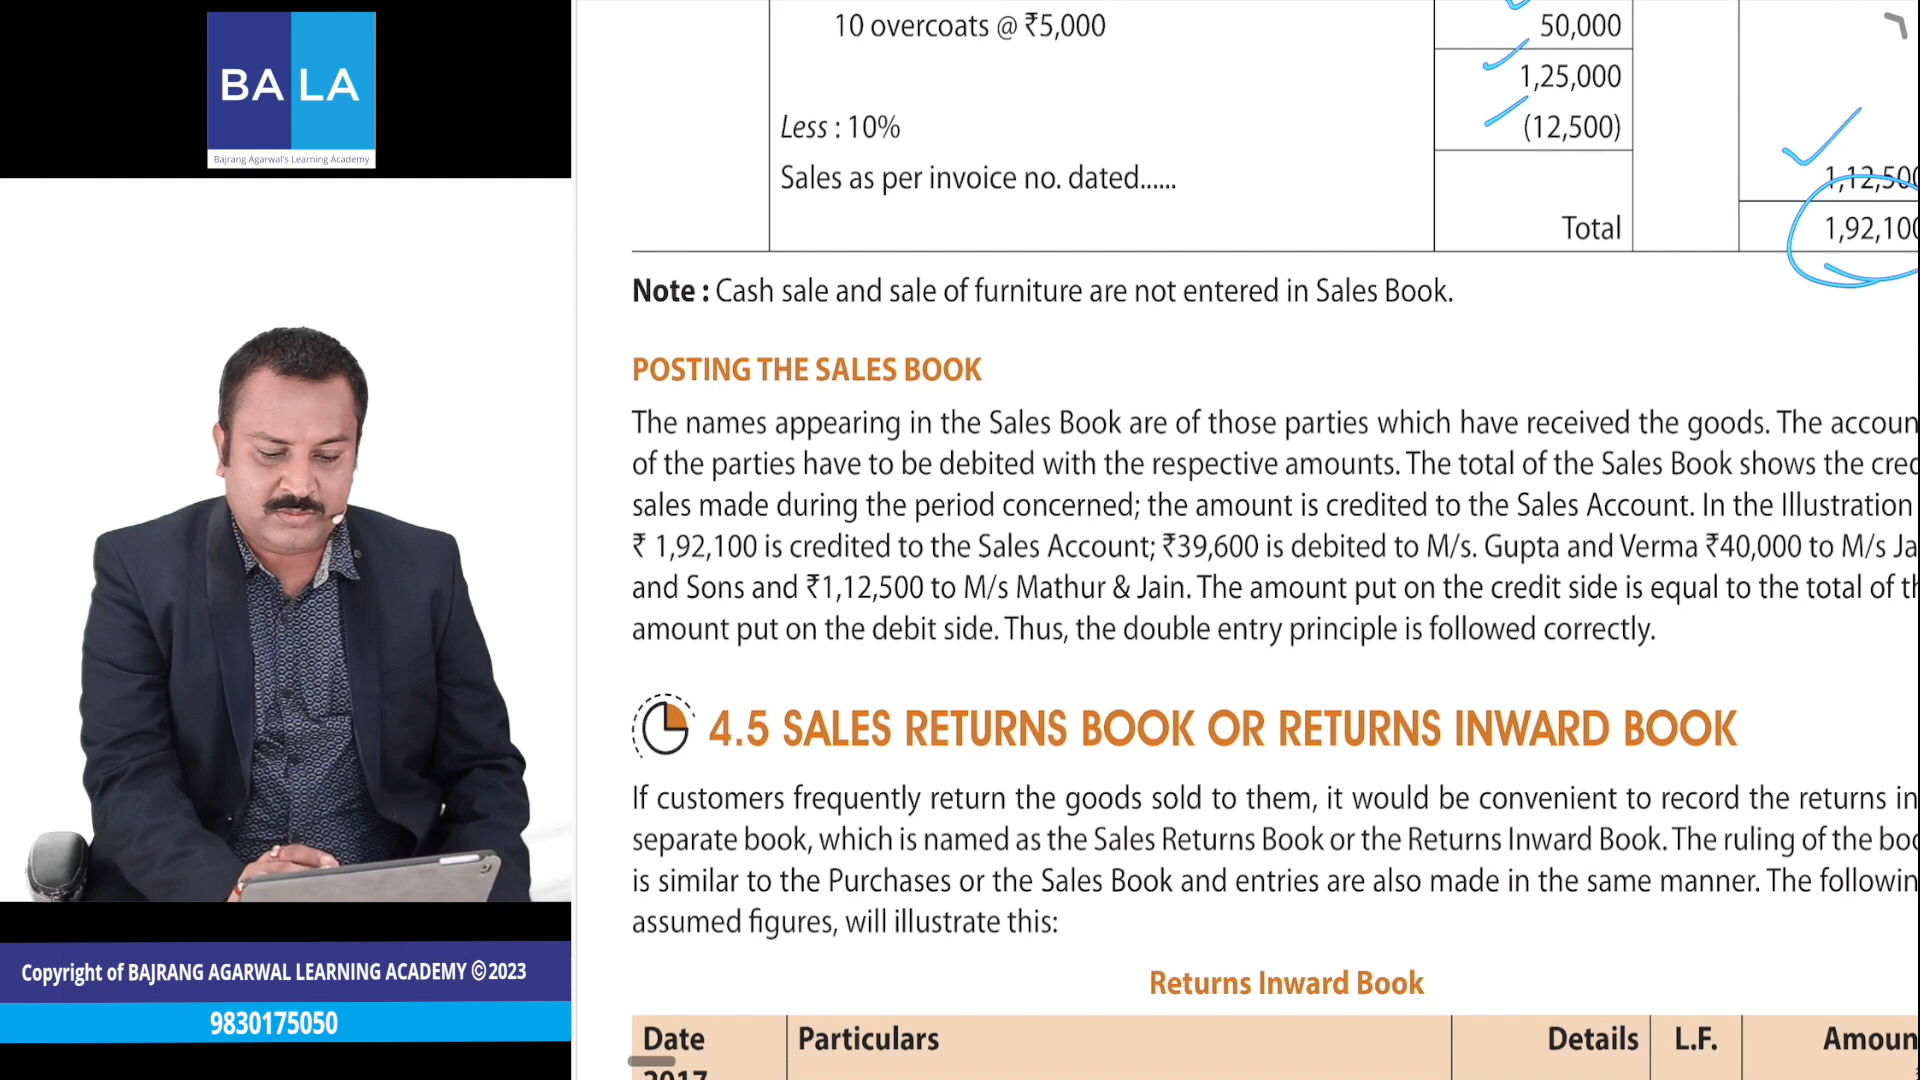 BALA
Bajrang Agarwal's Learning Academy
10 overcoats @ ₹5,000 50,000
1,25,000
Less : 10% (12,500)
Sales as per invoice no. dated...... 1,12,500
Total 1,92,100
Note : Cash sale and sale of furniture are not entered in Sales Book.
POSTING THE SALES BOOK
The names appearing in the Sales Book are of those parties which have received the goods. The accoun
of the parties have to be debited with the respective amounts. The total of the Sales Book shows the cred
sales made during the period concerned; the amount is credited to the Sales Account. In the Illustration
₹ 1,92,100 is credited to the Sales Account; ₹39,600 is debited to M/s. Gupta and Verma ₹40,000 to M/s Ja
and Sons and ₹1,12,500 to M/s Mathur & Jain. The amount put on the credit side is equal to the total of th
amount put on the debit side. Thus, the double entry principle is followed correctly.
4.5 SALES RETURNS BOOK OR RETURNS INWARD BOOK
If customers frequently return the goods sold to them, it would be convenient to record the returns in
separate book, which is named as the Sales Returns Book or the Returns Inward Book. The ruling of the boo
is similar to the Purchases or the Sales Book and entries are also made in the same manner. The followin
assumed figures, will illustrate this:
Returns Inward Book
Date Particulars Details L.F. Amoun
2017
Copyright of BAJRANG AGARWAL LEARNING ACADEMY ©2023
9830175050